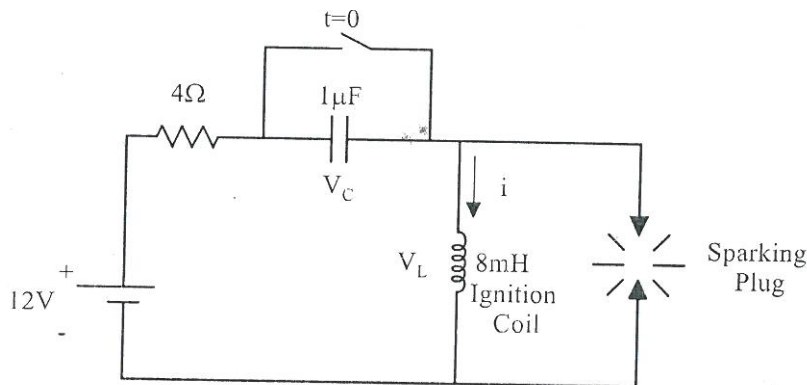 t=0
4Ω
1μF
V_C
i
V_L
8mH
Ignition
Coil
Sparking
Plug
+
12V
-